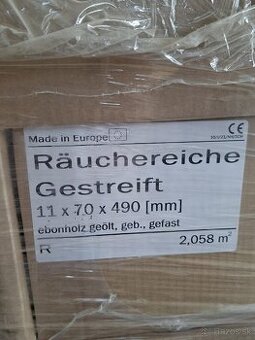 Made in Europe
CE
Räuchereiche
Gestreift
11 x 70 x 490 [mm]
ebonholz geölt, geb., gefast
R 2,058 m²